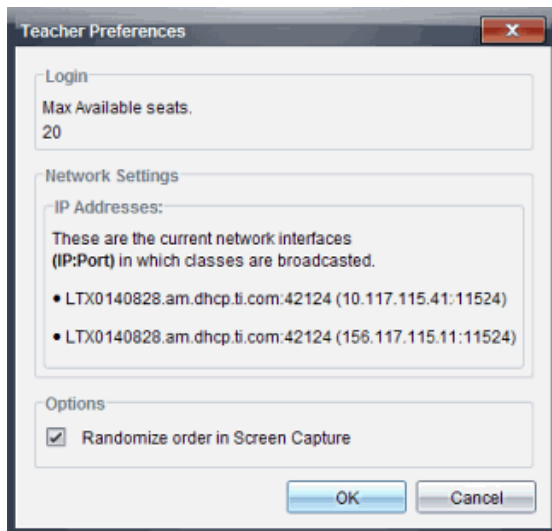 Teacher Preferences
Login
Max Available seats.
20
Network Settings
IP Addresses:
These are the current network interfaces
(IP:Port) in which classes are broadcasted.
• LTX0140828.am.dhcp.ti.com:42124 (10.117.115.41:11524)
• LTX0140828.am.dhcp.ti.com:42124 (156.117.115.11:11524)
Options
Randomize order in Screen Capture
OK Cancel